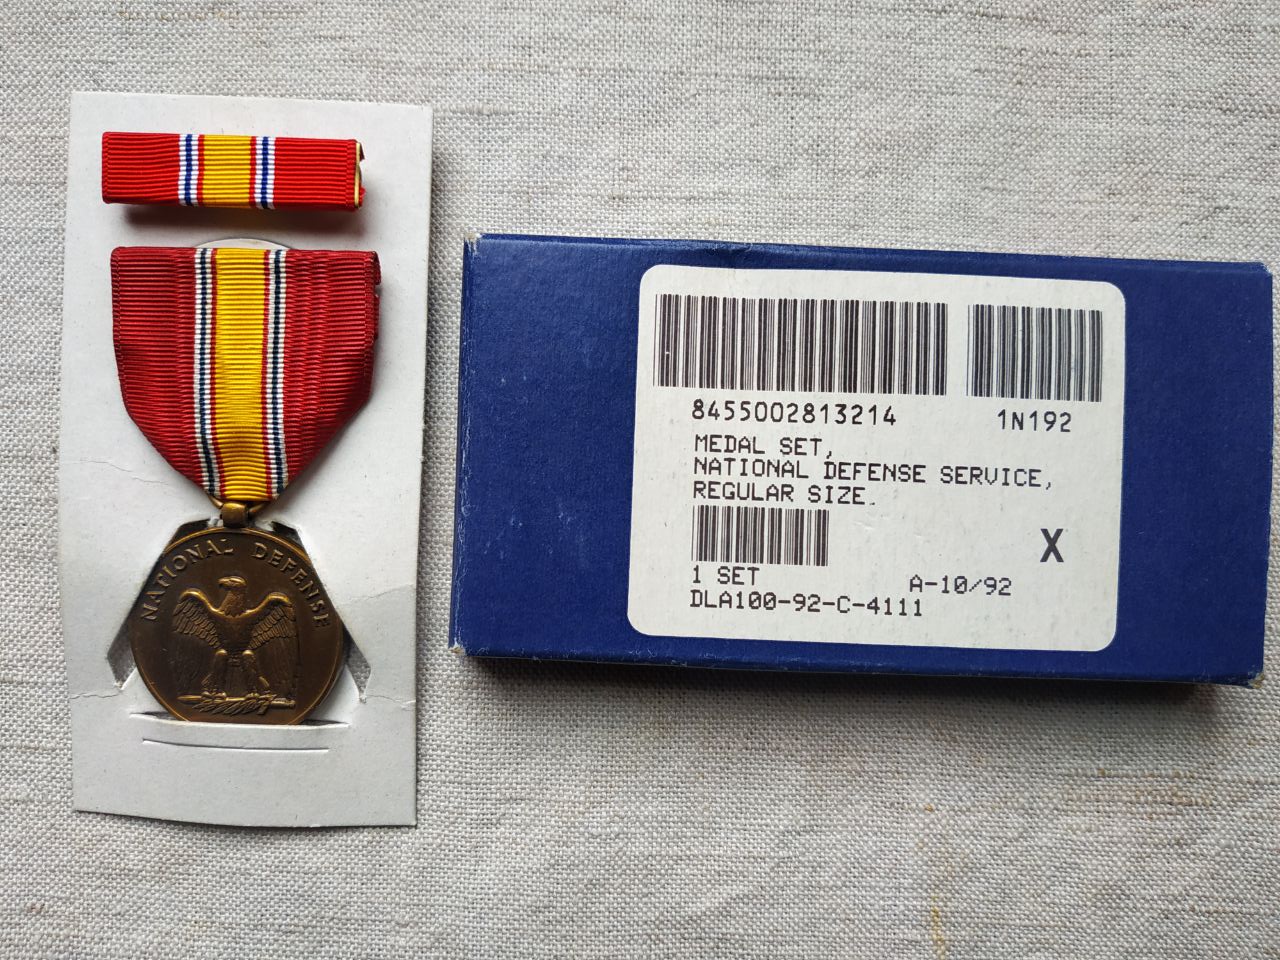 NATIONAL DEFENSE
8455002813214 1N192
MEDAL SET,
NATIONAL DEFENSE SERVICE,
REGULAR SIZE.
X
1 SET A-10/92
DLA100-92-C-4111